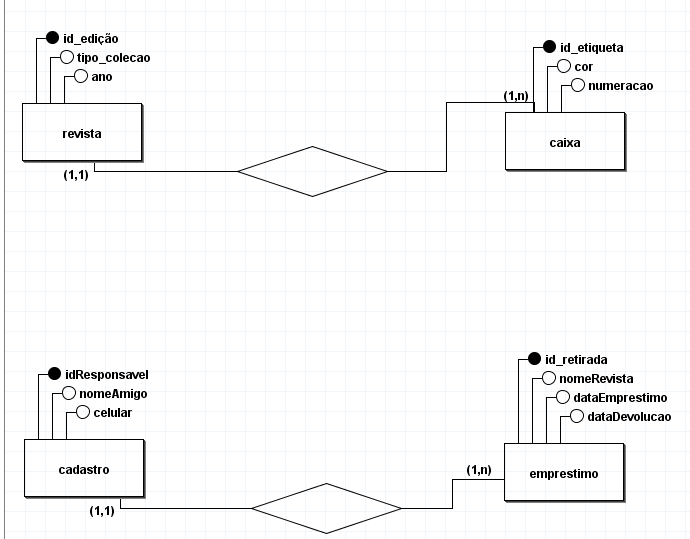 id_edição
tipo_colecao
ano
revista
(1,1)
id_etiqueta
cor
numeracao
(1,n)
caixa
idResponsavel
nomeAmigo
celular
cadastro
(1,1)
id_retirada
nomeRevista
dataEmprestimo
dataDevolucao
(1,n)
emprestimo